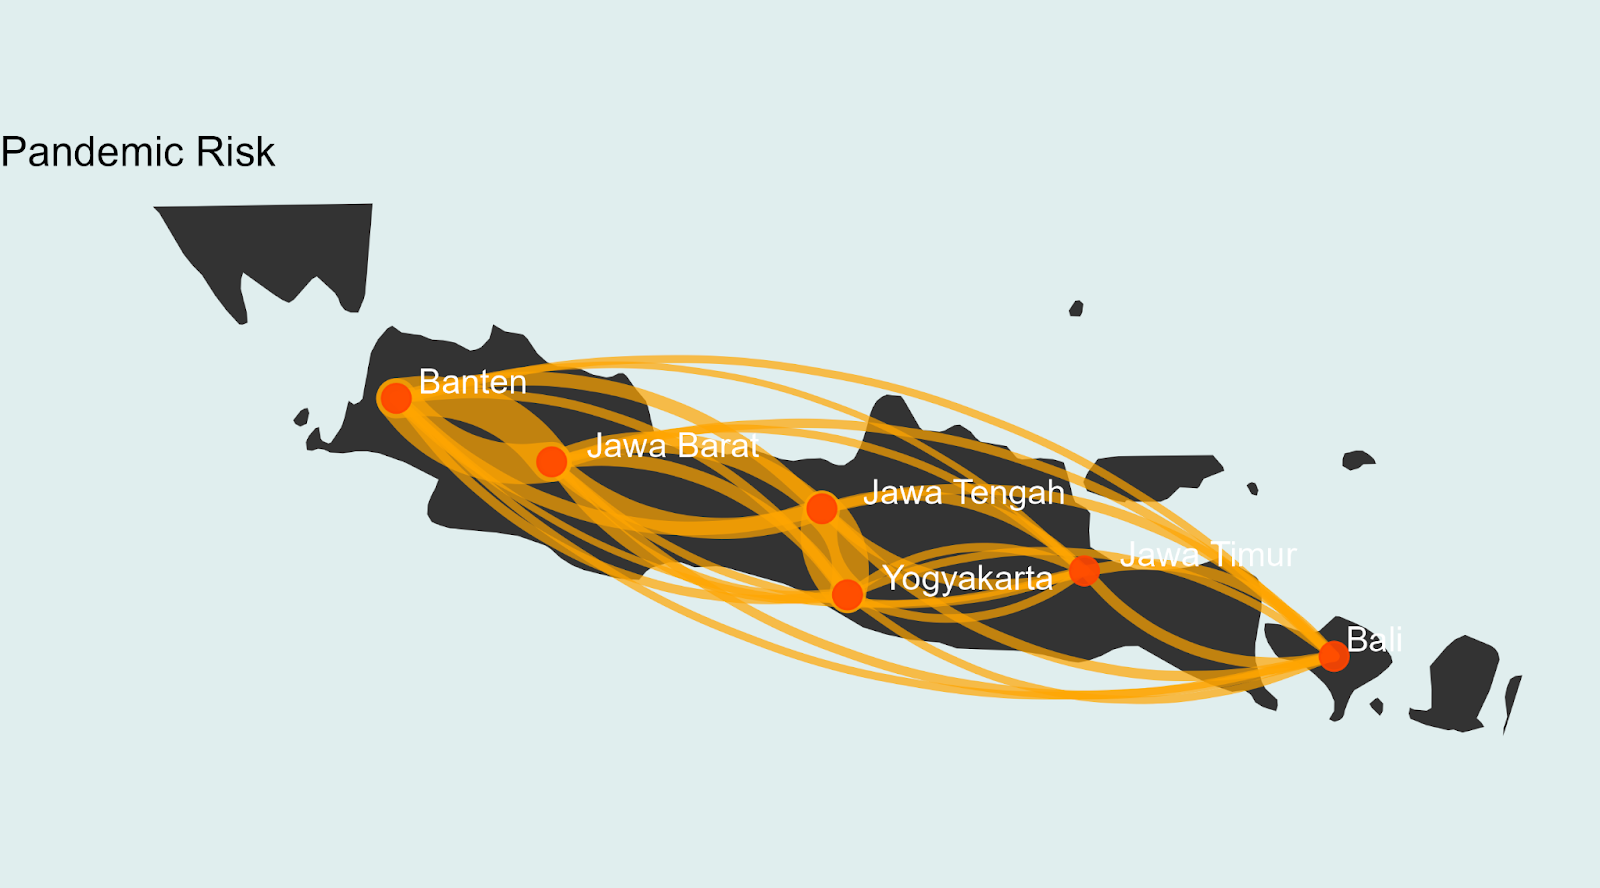 Pandemic Risk
Banten
Jawa Barat
Jawa Tengah
Jawa Timur
Yogyakarta
Bali